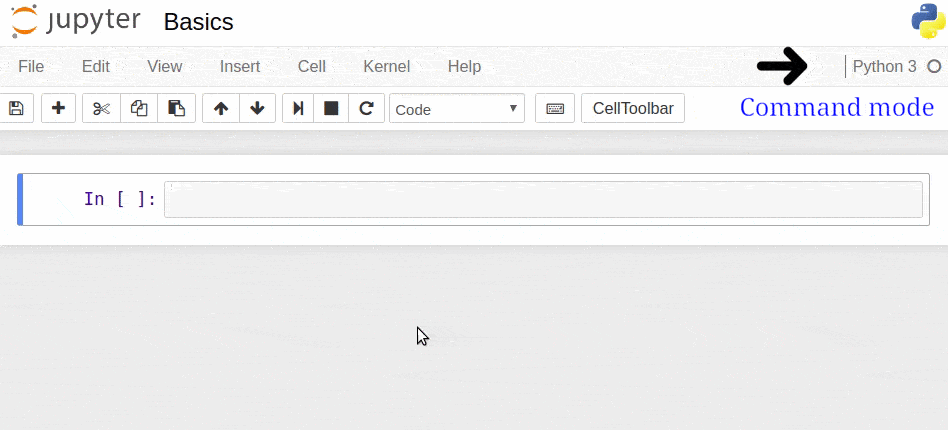 jupyter Basics
File Edit View Insert Cell Kernel Help Python 3
Code CellToolbar Command mode
In [ ]: